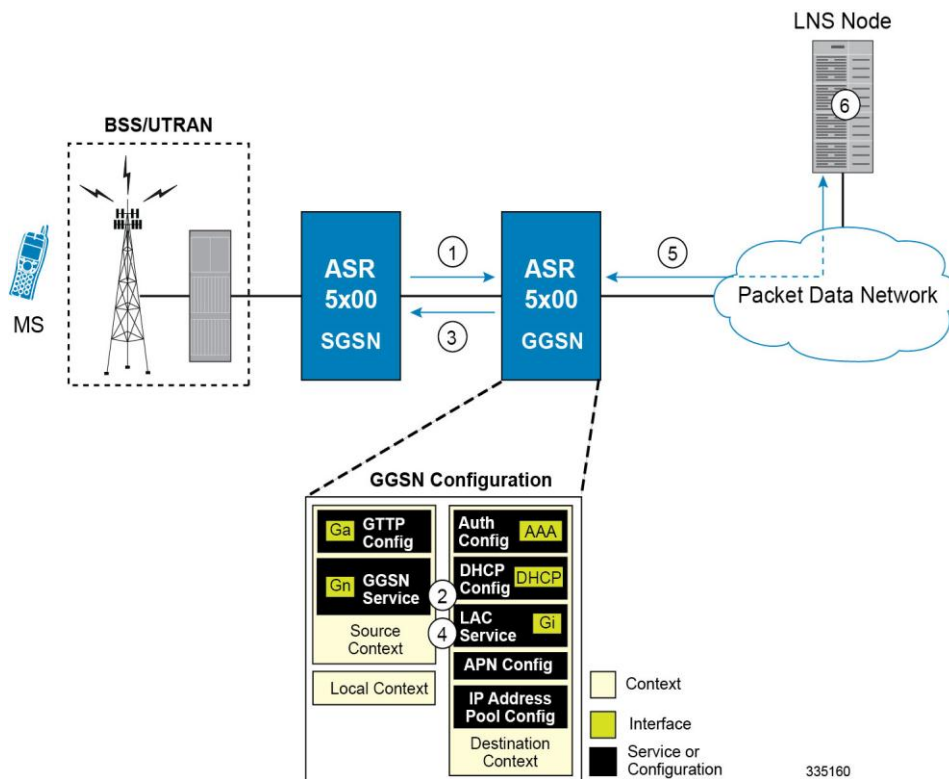 LNS Node
6
BSS/UTRAN
MS
ASR
5x00
SGSN
1
3
ASR
5x00
GGSN
5
Packet Data Network
GGSN Configuration
Ga
GTTP
Config
Gn
GGSN
Service
Source
Context
Local Context
2
4
Auth
Config
AAA
DHCP
Config
DHCP
LAC
Service
Gi
APN Config
IP Address
Pool Config
Destination
Context
Context
Interface
Service or
Configuration
335160